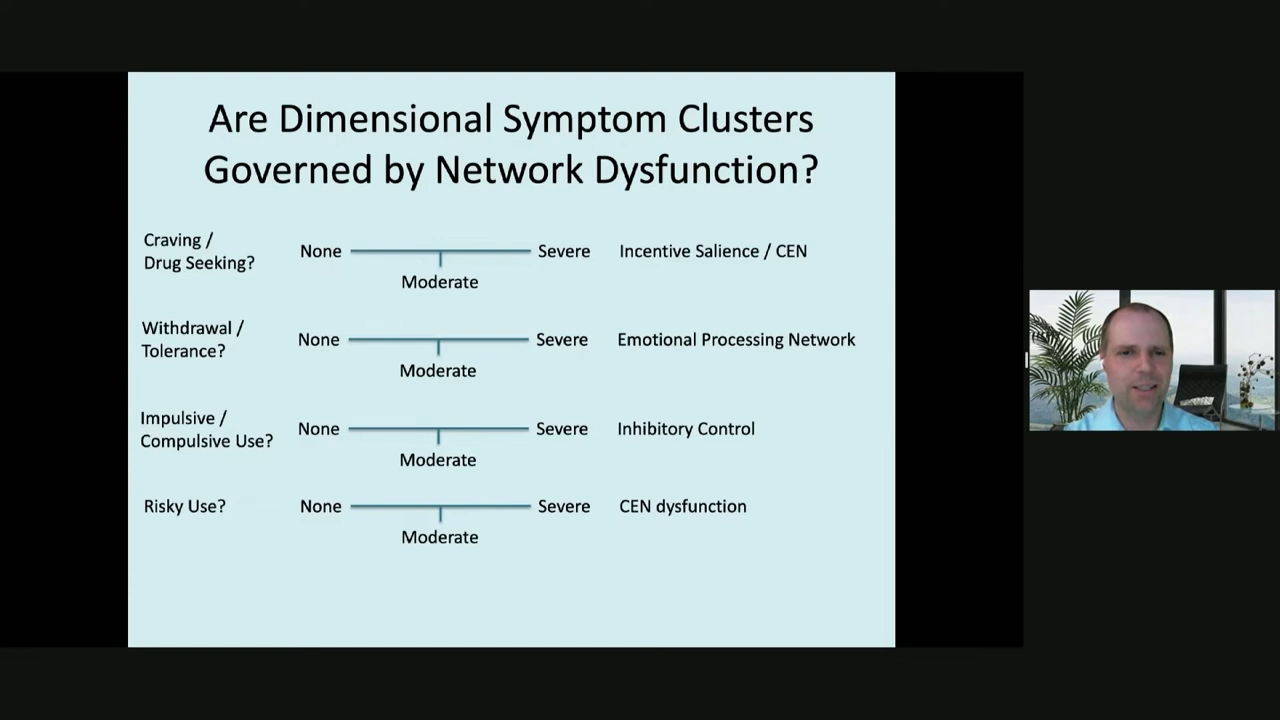 Are Dimensional Symptom Clusters
Governed by Network Dysfunction?
Craving /
Drug Seeking?
None
Severe
Incentive Salience / CEN
Moderate
Withdrawal /
Tolerance?
None
Severe
Emotional Processing Network
Moderate
Impulsive /
Compulsive Use?
None
Severe
Inhibitory Control
Moderate
Risky Use?
None
Severe
CEN dysfunction
Moderate